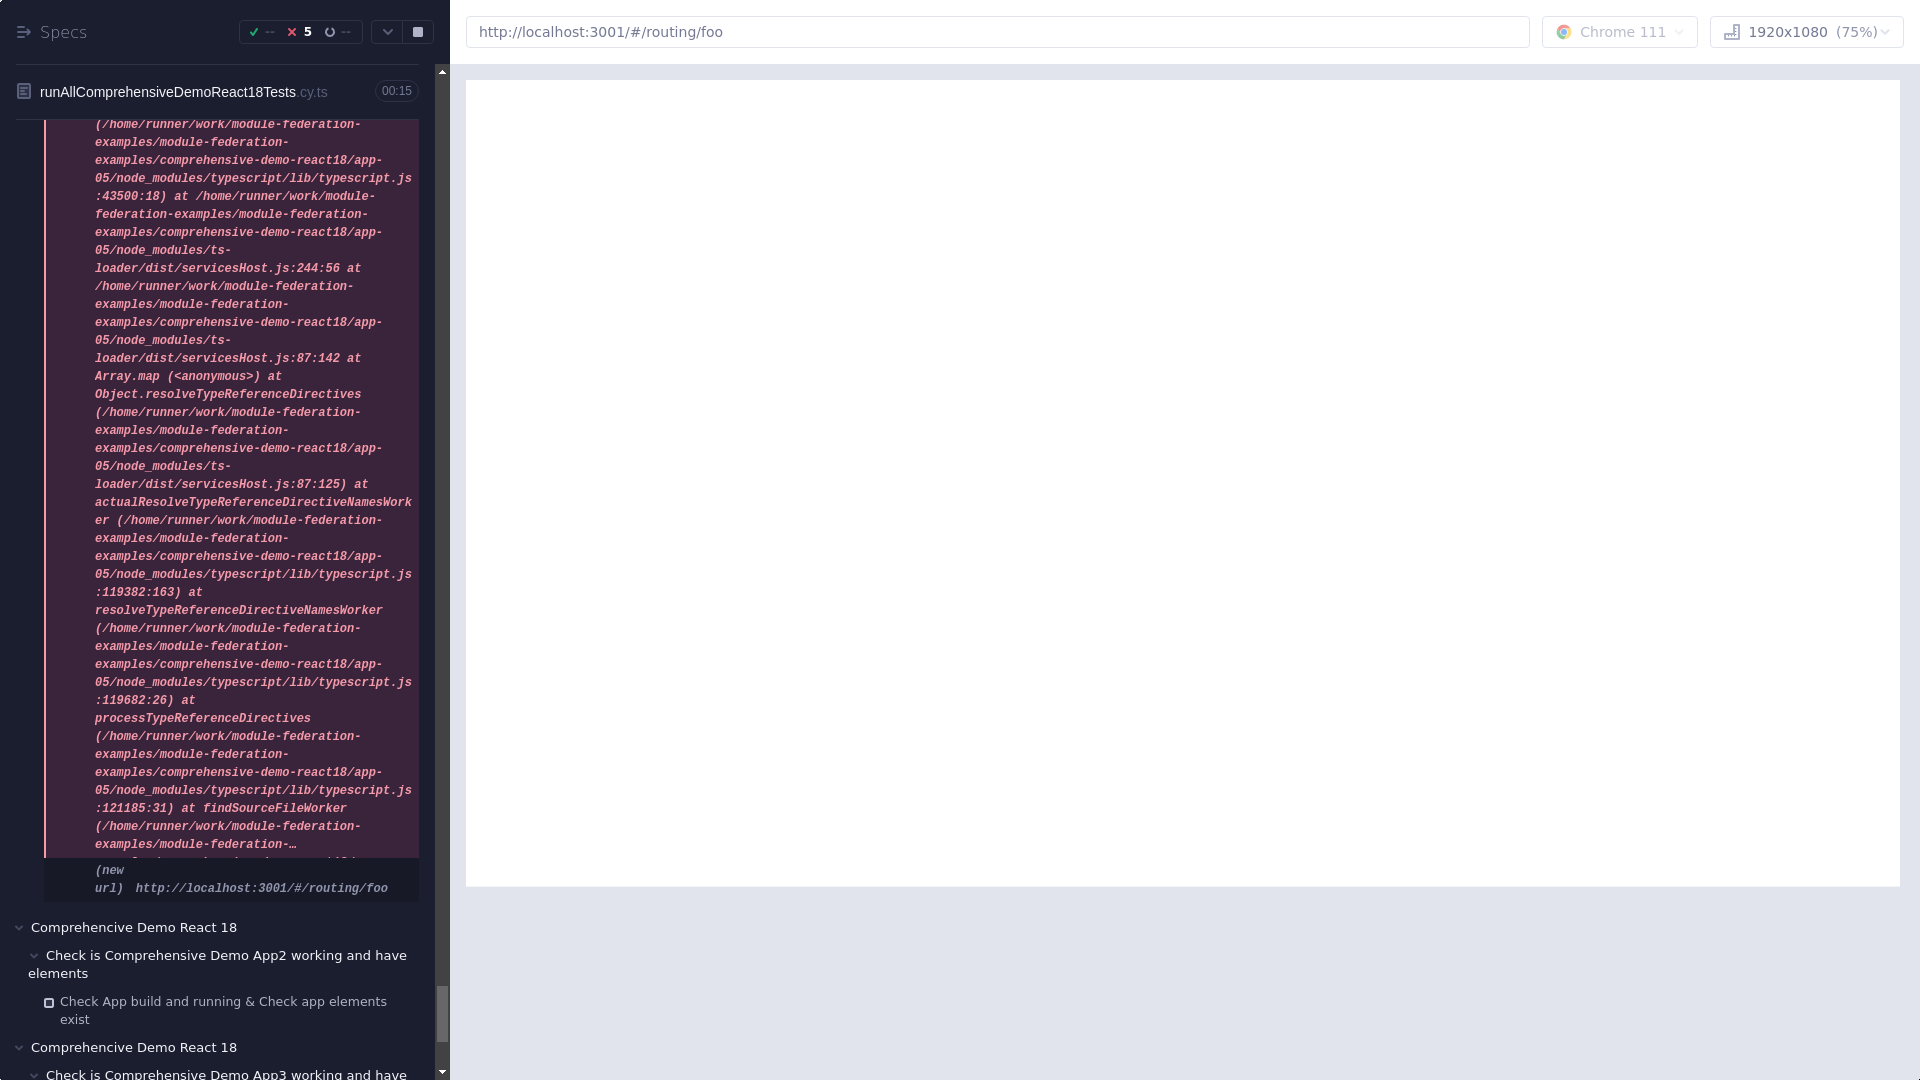 Specs
-- 5 --
http://localhost:3001/#/routing/foo
Chrome 111
1920x1080 (75%)
runAllComprehensiveDemoReact18Tests.cy.ts
00:15
(/home/runner/work/module-federation-
examples/module-federation-
examples/comprehensive-demo-react18/app-
05/node_modules/typescript/lib/typescript.js
:43500:18) at /home/runner/work/module-
federation-examples/module-federation-
examples/comprehensive-demo-react18/app-
05/node_modules/ts-
loader/dist/servicesHost.js:244:56 at
/home/runner/work/module-federation-
examples/module-federation-
examples/comprehensive-demo-react18/app-
05/node_modules/ts-
loader/dist/servicesHost.js:87:142 at
Array.map (<anonymous>) at
Object.resolveTypeReferenceDirectives
(/home/runner/work/module-federation-
examples/module-federation-
examples/comprehensive-demo-react18/app-
05/node_modules/ts-
loader/dist/servicesHost.js:87:125) at
actualResolveTypeReferenceDirectiveNamesWork
er (/home/runner/work/module-federation-
examples/module-federation-
examples/comprehensive-demo-react18/app-
05/node_modules/typescript/lib/typescript.js
:119382:163) at
resolveTypeReferenceDirectiveNamesWorker
(/home/runner/work/module-federation-
examples/module-federation-
examples/comprehensive-demo-react18/app-
05/node_modules/typescript/lib/typescript.js
:119682:26) at
processTypeReferenceDirectives
(/home/runner/work/module-federation-
examples/module-federation-
examples/comprehensive-demo-react18/app-
05/node_modules/typescript/lib/typescript.js
:121185:31) at findSourceFileWorker
(/home/runner/work/module-federation-
examples/module-federation-…
(new
url) http://localhost:3001/#/routing/foo
Comprehencive Demo React 18
Check is Comprehensive Demo App2 working and have
elements
Check App build and running & Check app elements
exist
Comprehencive Demo React 18
Check is Comprehensive Demo App3 working and have